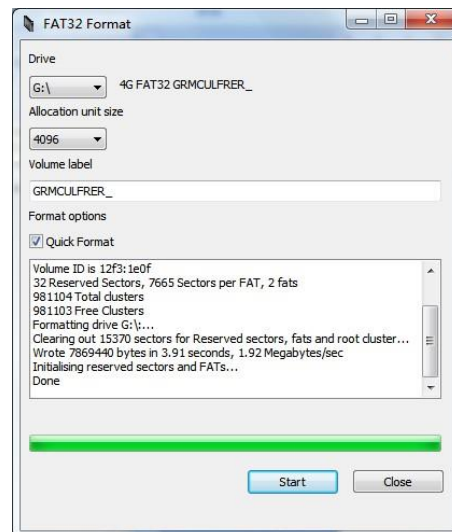 FAT32 Format
Drive
G:\ 4G FAT32 GRMCULFRER_
Allocation unit size
4096
Volume label
GRMCULFRER_
Format options
Quick Format
Volume ID is 12f3:1e0f
32 Reserved Sectors, 7665 Sectors per FAT, 2 fats
981104 Total clusters
981103 Free Clusters
Formatting drive G:\:...
Clearing out 15370 sectors for Reserved sectors, fats and root cluster...
Wrote 7869440 bytes in 3.91 seconds, 1.92 Megabytes/sec
Initialising reserved sectors and FATs...
Done
Start Close